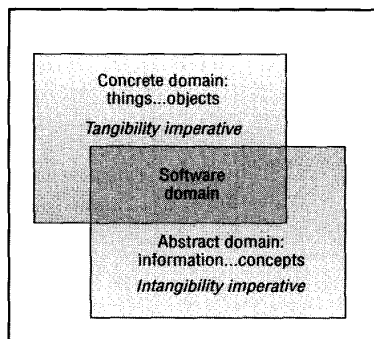 Concrete domain:
things...objects
Tangibility imperative
Software
domain
Abstract domain:
information...concepts
Intangibility imperative